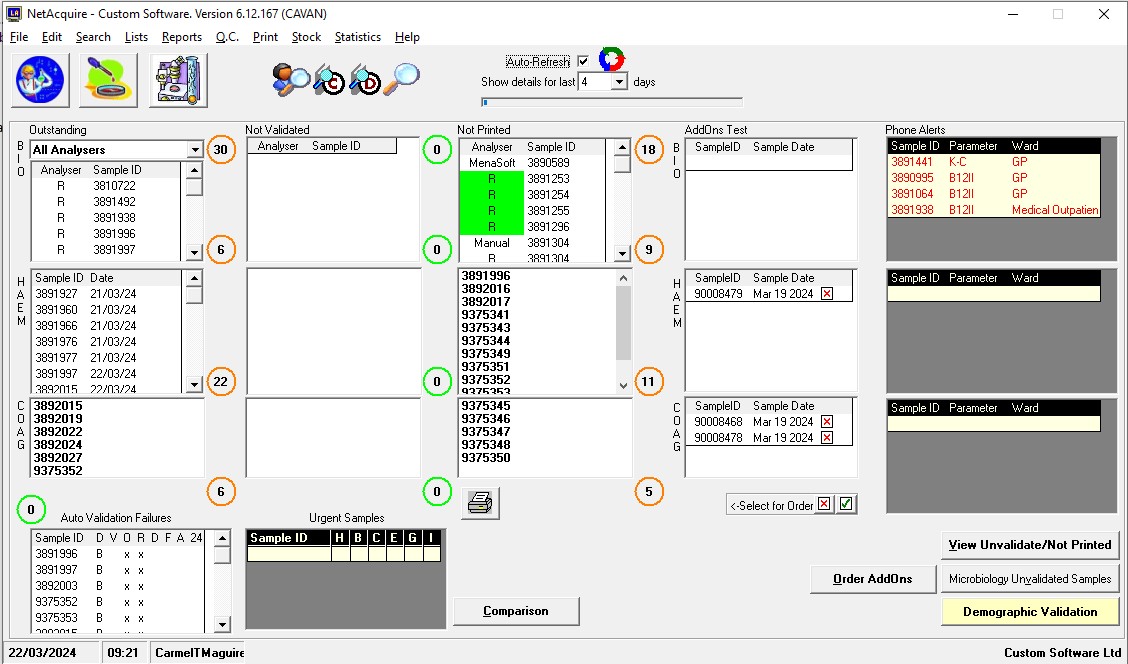 NetAcquire - Custom Software. Version 6.12.167 (CAVAN)
File Edit Search Lists Reports Q.C. Print Stock Statistics Help
Auto-Refresh
Show details for last 4 days
Outstanding
BIO
All Analysers
30
Analyser Sample ID
R 3810722
R 3891492
R 3891938
R 3891996
R 3891997
6
HAEM
Sample ID Date
3891927 21/03/24
3891960 21/03/24
3891966 21/03/24
3891976 21/03/24
3891977 21/03/24
3891997 22/03/24
3892015 22/03/24
22
COAG
3892015
3892019
3892022
3892024
3892027
9375352
6
Not Validated
Analyser Sample ID
0
0
0
0
Not Printed
Analyser Sample ID
MenaSoft 3890589
R 3891253
R 3891254
R 3891255
R 3891296
Manual 3891304
R 3891304
18
9
3891996
3892016
3892017
9375341
9375343
9375344
9375349
9375351
9375352
9375353
11
9375345
9375346
9375347
9375348
9375350
5
AddOns Test
BIO
SampleID Sample Date
HAEM
SampleID Sample Date
90008479 Mar 19 2024
COAG
SampleID Sample Date
90008468 Mar 19 2024
90008478 Mar 19 2024
<-Select for Order
Phone Alerts
Sample ID Parameter Ward
3891441 K-C GP
3890995 B12II GP
3891064 B12II GP
3891938 B12II Medical Outpatien
Sample ID Parameter Ward
Sample ID Parameter Ward
0
Auto Validation Failures
Sample ID D V O R D F A 24
3891996 B x x
3891997 B x x
3892003 B x x
9375352 B x x
9375353 B x x
3892015 B x x
Urgent Samples
Sample ID H B C E G I
Comparison
Order AddOns
View Unvalidate/Not Printed
Microbiology Unvalidated Samples
Demographic Validation
22/03/2024 09:21 CarmelTMaguire Custom Software Ltd